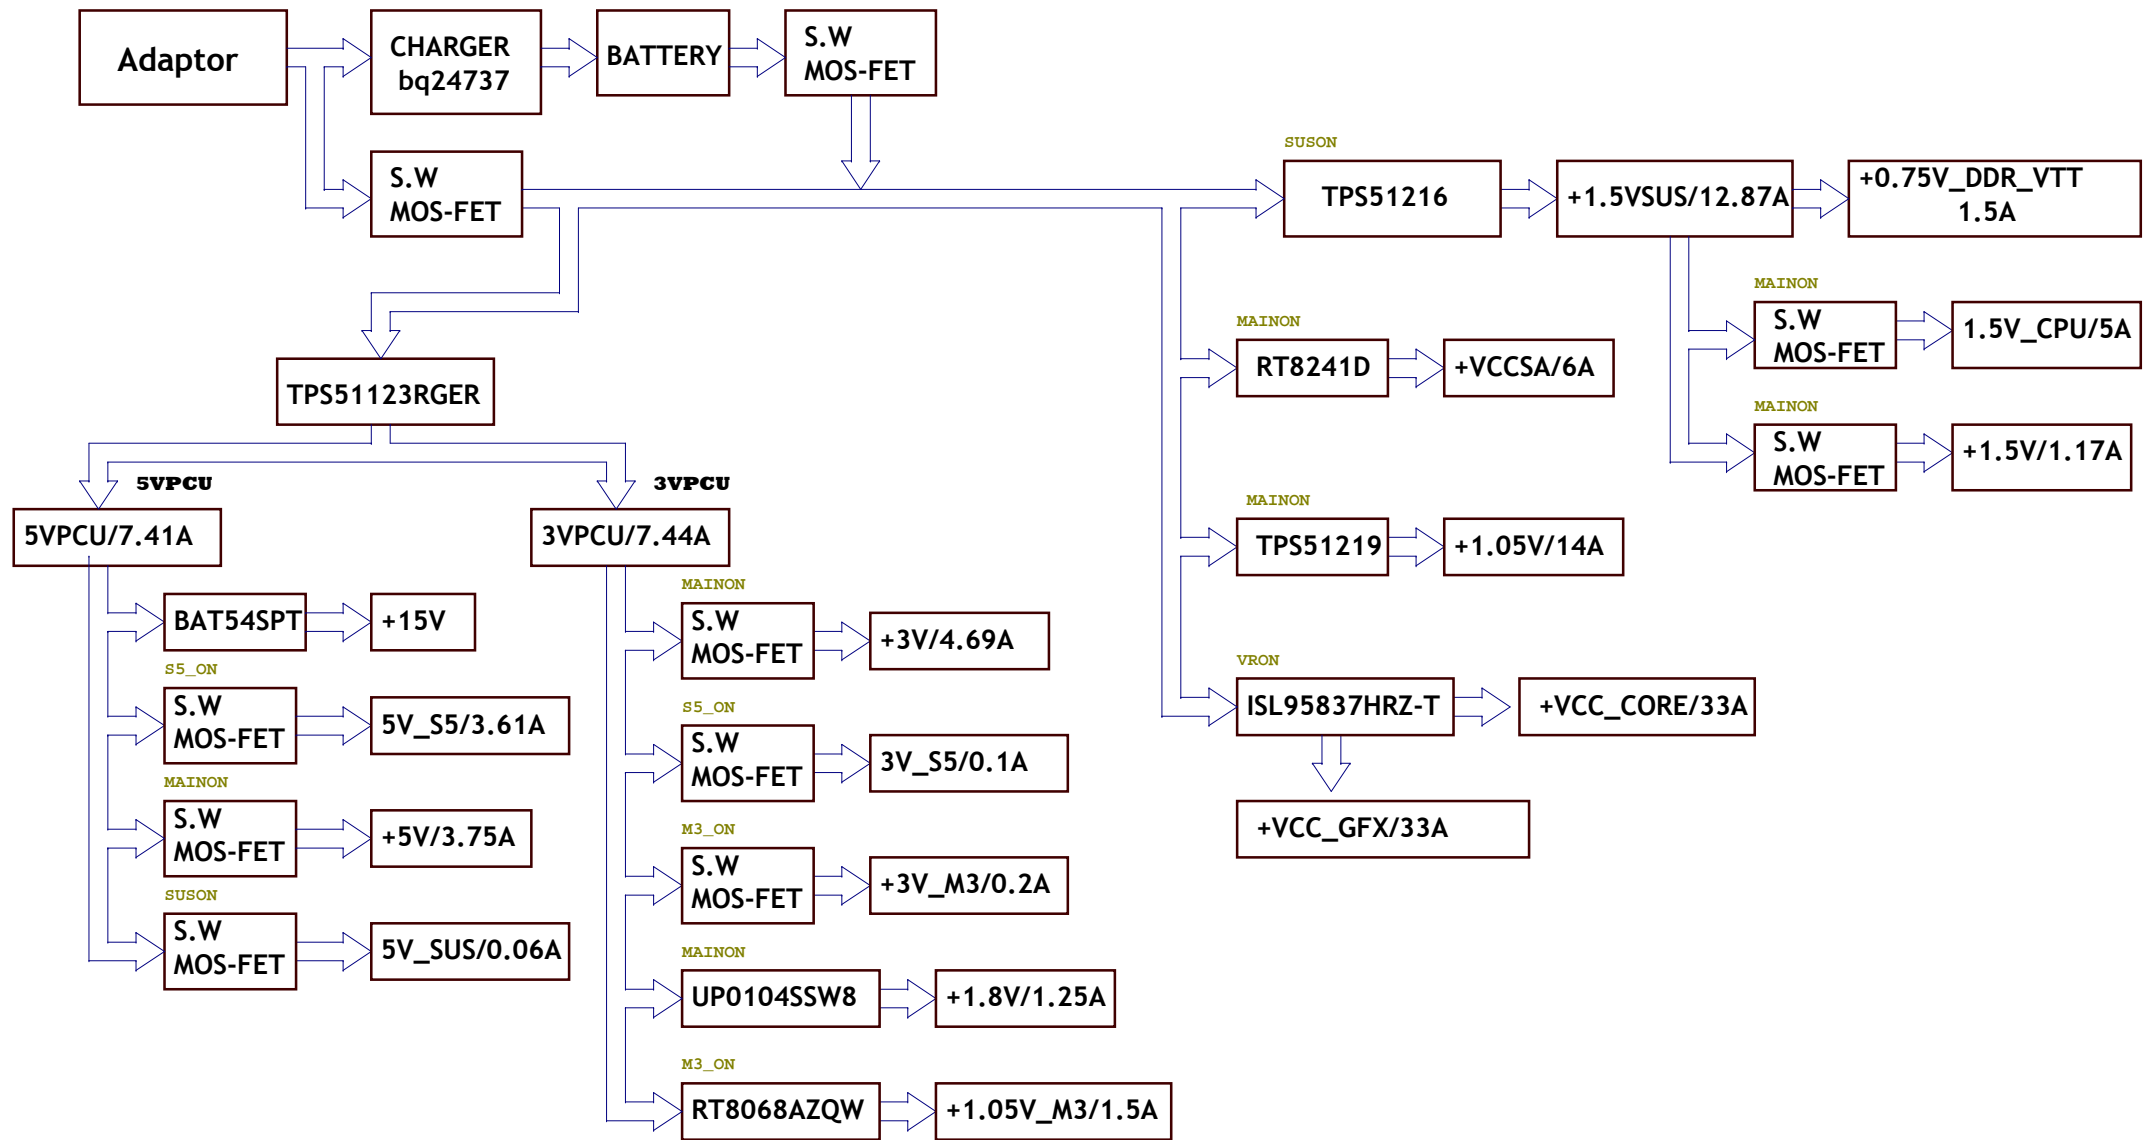 Adaptor
CHARGER
bq24737
BATTERY
S.W
MOS-FET
S.W
MOS-FET
SUSON
TPS51216
+1.5VSUS/12.87A
+0.75V_DDR_VTT
1.5A
MAINON
S.W
MOS-FET
1.5V_CPU/5A
MAINON
S.W
MOS-FET
+1.5V/1.17A
MAINON
RT8241D
+VCCSA/6A
MAINON
TPS51219
+1.05V/14A
VRON
ISL95837HRZ-T
+VCC_CORE/33A
+VCC_GFX/33A
TPS51123RGER
5VPCU
3VPCU
5VPCU/7.41A
BAT54SPT
+15V
S5_ON
S.W
MOS-FET
5V_S5/3.61A
MAINON
S.W
MOS-FET
+5V/3.75A
SUSON
S.W
MOS-FET
5V_SUS/0.06A
3VPCU/7.44A
MAINON
S.W
MOS-FET
+3V/4.69A
S5_ON
S.W
MOS-FET
3V_S5/0.1A
M3_ON
S.W
MOS-FET
+3V_M3/0.2A
MAINON
UP0104SSW8
+1.8V/1.25A
M3_ON
RT8068AZQW
+1.05V_M3/1.5A